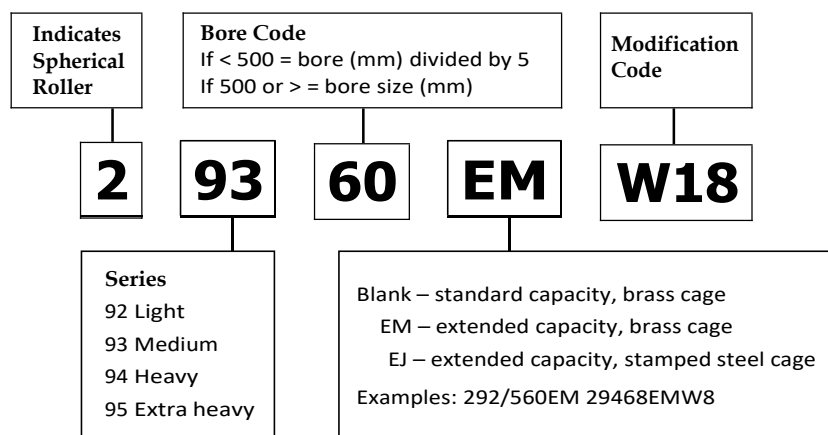 Indicates
Spherical
Roller
Bore Code
If < 500 = bore (mm) divided by 5
If 500 or > = bore size (mm)
Modification
Code
2 93 60 EM W18
Series
92 Light
93 Medium
94 Heavy
95 Extra heavy
Blank – standard capacity, brass cage
EM – extended capacity, brass cage
EJ – extended capacity, stamped steel cage
Examples: 292/560EM 29468EMW8